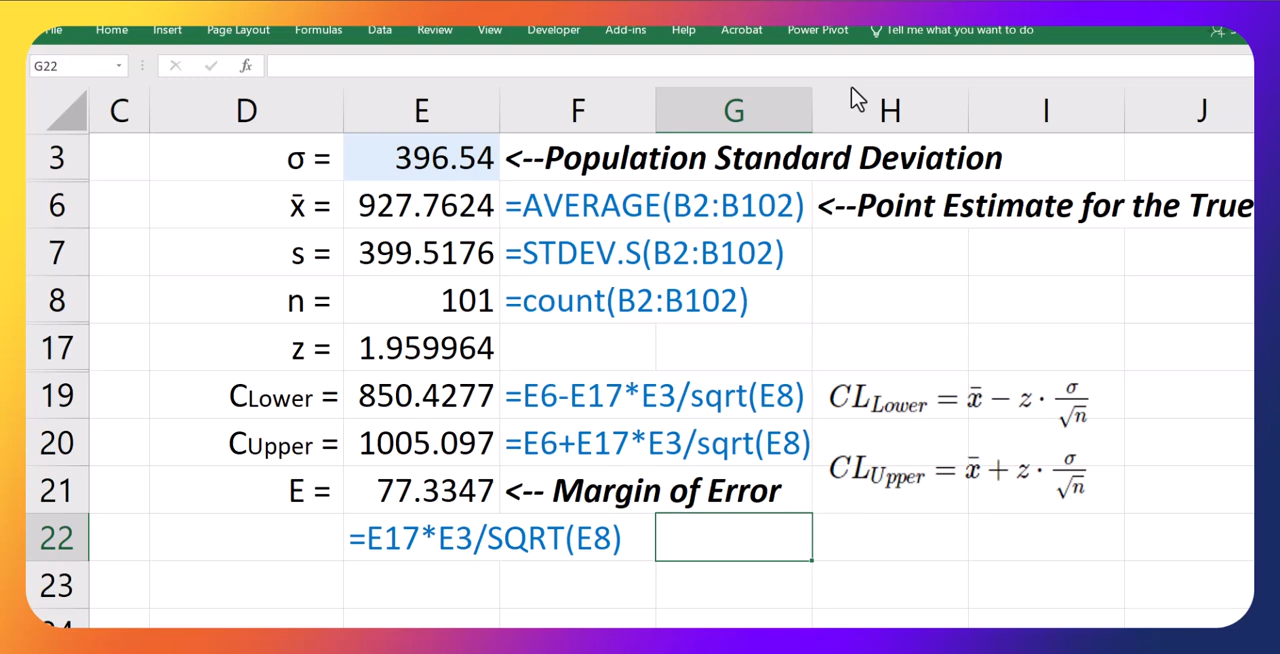 File Home Insert Page Layout Formulas Data Review View Developer Add-ins Help Acrobat Power Pivot Tell me what you want to do
G22 fx
C D E F G H I J
3 σ = 396.54 <--Population Standard Deviation
6 x̄ = 927.7624 =AVERAGE(B2:B102) <--Point Estimate for the True
7 s = 399.5176 =STDEV.S(B2:B102)
8 n = 101 =count(B2:B102)
17 z = 1.959964
19 CLower = 850.4277 =E6-E17*E3/sqrt(E8) CL_Lower = x̄ − z · σ/√n
20 CUpper = 1005.097 =E6+E17*E3/sqrt(E8) CL_Upper = x̄ + z · σ/√n
21 E = 77.3347 <-- Margin of Error
22 =E17*E3/SQRT(E8)
23
24